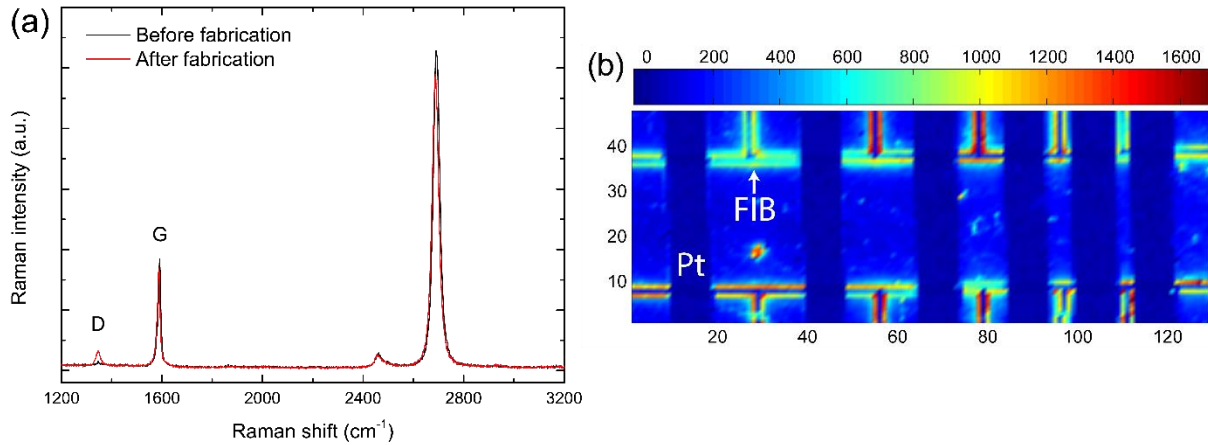 (a)
Before fabrication
After fabrication
D
G
Raman intensity (a.u.)
1200 1600 2000 2400 2800 3200
Raman shift (cm⁻¹)
(b)
0 200 400 600 800 1000 1200 1400 1600
40
30
20
10
FIB
Pt
20 40 60 80 100 120